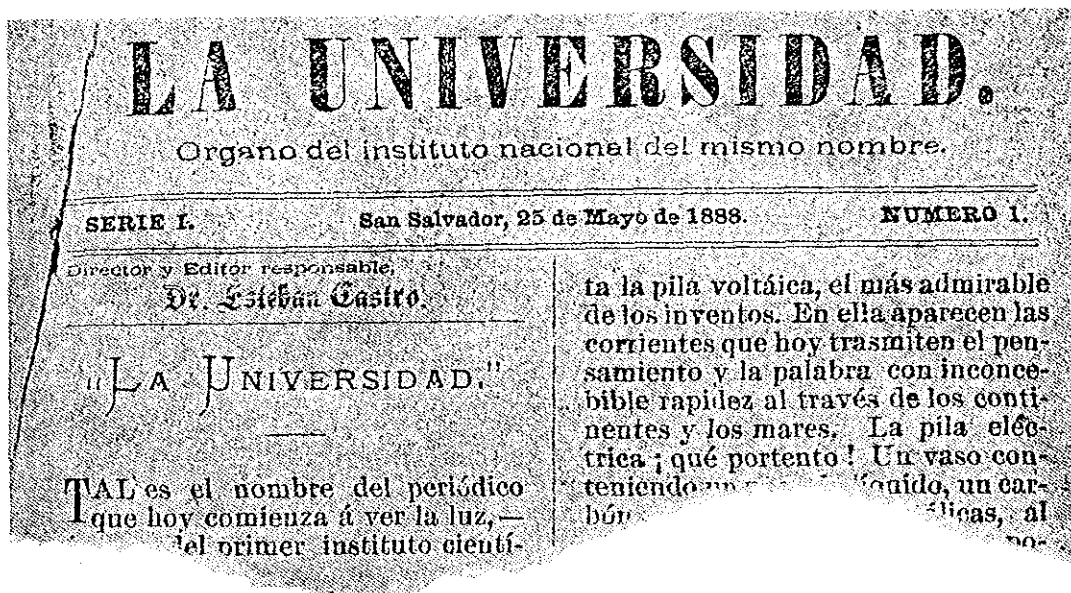 LA UNIVERSIDAD.
Organo del instituto nacional del mismo nombre.
SERIE I. San Salvador, 25 de Mayo de 1888. NUMERO 1.
Director y Editor responsable,
Dr. Esteban Castro.
"LA UNIVERSIDAD."
TAL es el nombre del periódico
que hoy comienza á ver la luz,—
del primer instituto cientí-
ta la pila voltáica, el más admirable
de los inventos. En ella aparecen las
corrientes que hoy trasmiten el pen-
samiento y la palabra con inconce-
bible rapidez al través de los conti-
nentes y los mares. La pila eléc-
trica ¡qué portento! Un vaso con-
teniendo un car-
al
po-